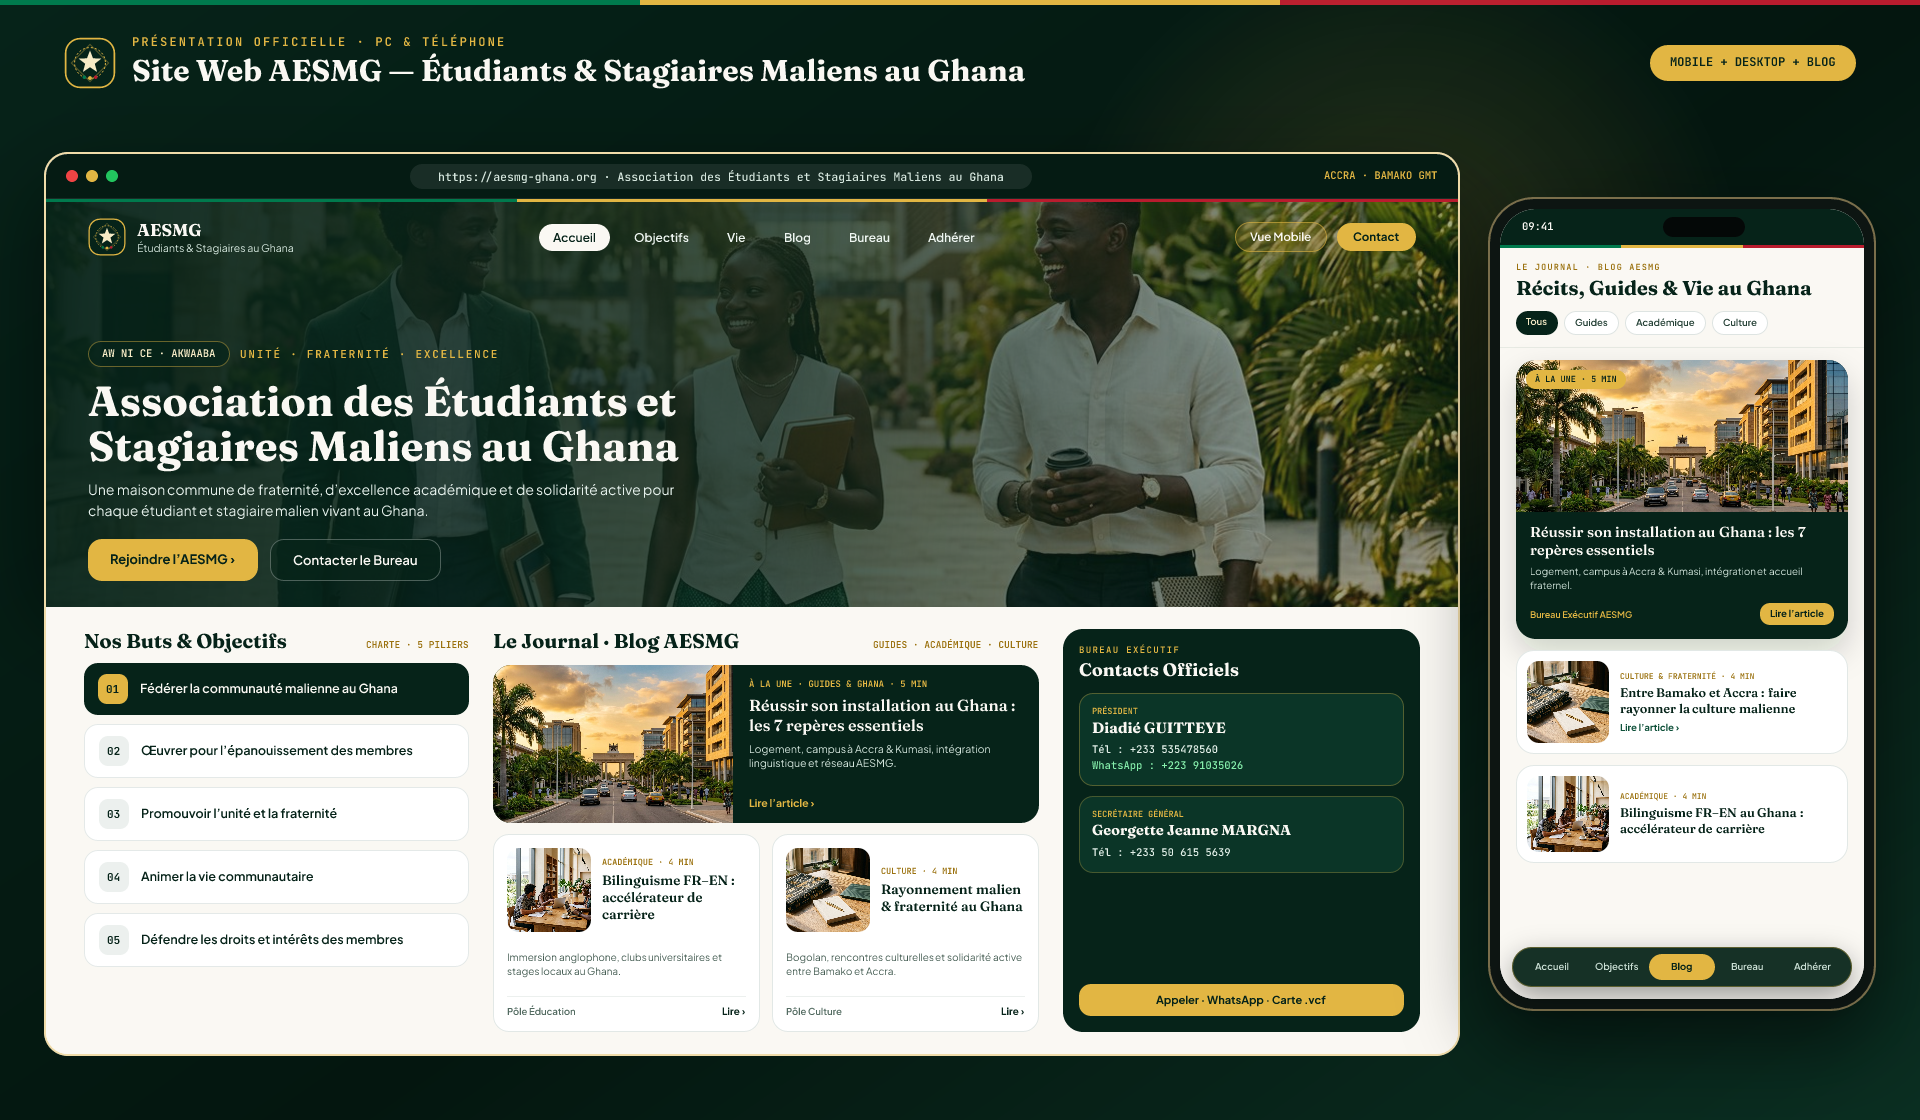 PRÉSENTATION OFFICIELLE · PC & TÉLÉPHONE
Site Web AESMG — Étudiants & Stagiaires Maliens au Ghana
MOBILE + DESKTOP + BLOG
https://aesmg-ghana.org · Association des Étudiants et Stagiaires Maliens au Ghana
ACCRA · BAMAKO GMT
AESMG
Étudiants & Stagiaires au Ghana
Accueil
Objectifs
Vie
Blog
Bureau
Adhérer
Vue Mobile
Contact
AW NI CE · AKWAABA
UNITÉ · FRATERNITÉ · EXCELLENCE
Association des Étudiants et
Stagiaires Maliens au Ghana
Une maison commune de fraternité, d’excellence académique et de solidarité active pour
chaque étudiant et stagiaire malien vivant au Ghana.
Rejoindre l’AESMG ›
Contacter le Bureau
Nos Buts & Objectifs
CHARTE · 5 PILIERS
01
Fédérer la communauté malienne au Ghana
02
Œuvrer pour l’épanouissement des membres
03
Promouvoir l’unité et la fraternité
04
Animer la vie communautaire
05
Défendre les droits et intérêts des membres
Le Journal · Blog AESMG
GUIDES · ACADÉMIQUE · CULTURE
À LA UNE · GUIDES & GHANA · 5 MIN
Réussir son installation au Ghana :
les 7 repères essentiels
Logement, campus à Accra & Kumasi, intégration
linguistique et réseau AESMG.
Lire l’article ›
ACADÉMIQUE · 4 MIN
Bilinguisme FR–EN :
accélérateur de
carrière
Immersion anglophone, clubs universitaires et
stages locaux au Ghana.
Pôle Éducation
Lire ›
CULTURE · 4 MIN
Rayonnement malien
& fraternité au Ghana
Bogolan, rencontres culturelles et solidarité active
entre Bamako et Accra.
Pôle Culture
Lire ›
BUREAU EXÉCUTIF
Contacts Officiels
PRÉSIDENT
Diadié GUITTEYE
Tél : +233 535478560
WhatsApp : +223 91035026
SECRÉTAIRE GÉNÉRAL
Georgette Jeanne MARGNA
Tél : +233 50 615 5639
Appeler · WhatsApp · Carte .vcf
09:41
LE JOURNAL · BLOG AESMG
Récits, Guides & Vie au Ghana
Tous
Guides
Académique
Culture
À LA UNE · 5 MIN
Réussir son installation au Ghana : les 7
repères essentiels
Logement, campus à Accra & Kumasi, intégration et accueil
fraternel.
Bureau Exécutif AESMG
Lire l’article
CULTURE & FRATERNITÉ · 4 MIN
Entre Bamako et Accra : faire
rayonner la culture malienne
Lire l’article ›
ACADÉMIQUE · 4 MIN
Bilinguisme FR–EN au Ghana :
accélérateur de carrière
Accueil
Objectifs
Blog
Bureau
Adhérer